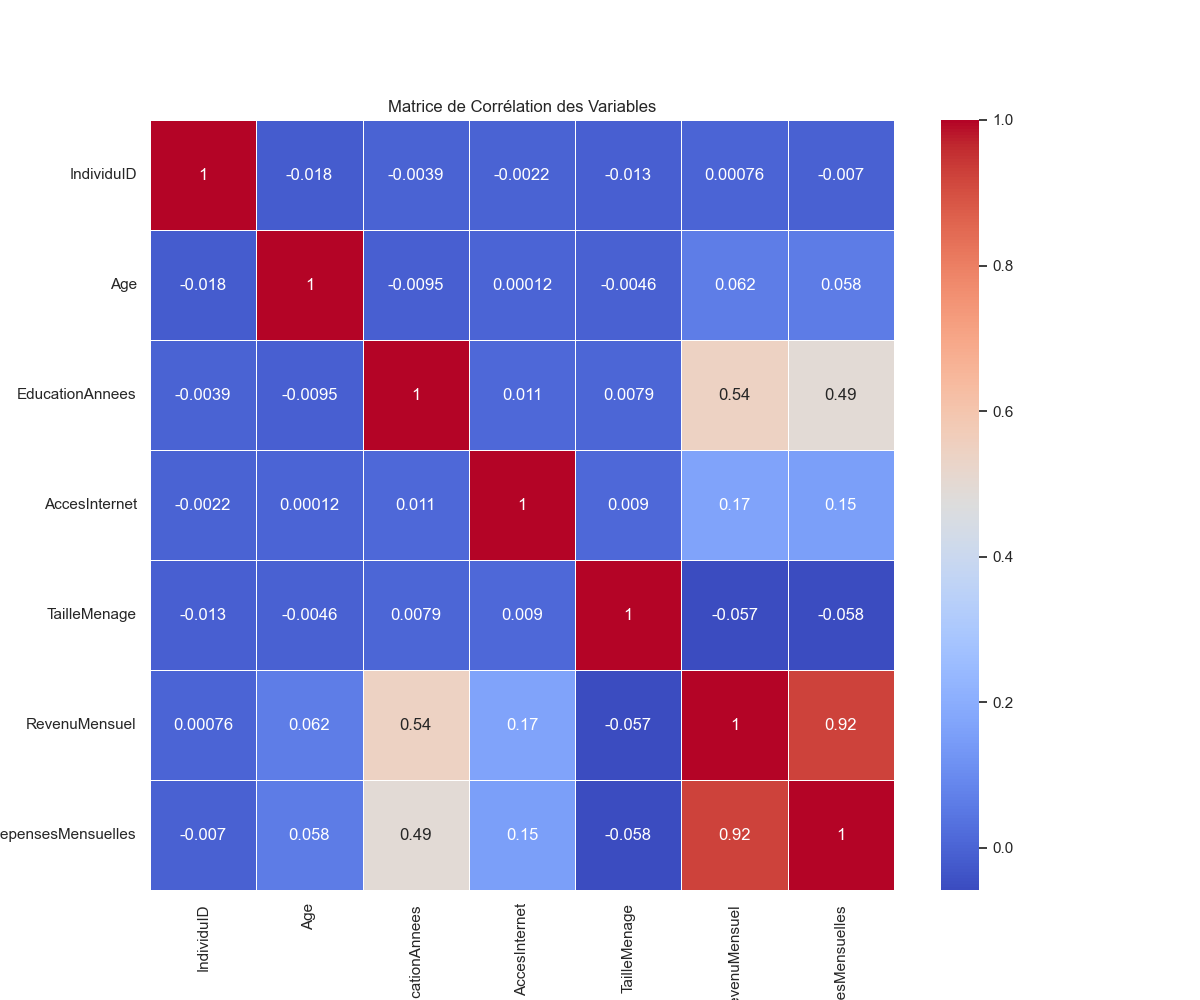 Matrice de Corrélation des Variables
IndividuID 1 -0.018 -0.0039 -0.0022 -0.013 0.00076 -0.007
Age -0.018 1 -0.0095 0.00012 -0.0046 0.062 0.058
EducationAnnees -0.0039 -0.0095 1 0.011 0.0079 0.54 0.49
AccesInternet -0.0022 0.00012 0.011 1 0.009 0.17 0.15
TailleMenage -0.013 -0.0046 0.0079 0.009 1 -0.057 -0.058
RevenuMensuel 0.00076 0.062 0.54 0.17 -0.057 1 0.92
epensesMensuelles -0.007 0.058 0.49 0.15 -0.058 0.92 1
IndividuID
Age
cationAnnees
AccesInternet
TailleMenage
evenuMensuel
esMensuelles
1.0
0.8
0.6
0.4
0.2
0.0